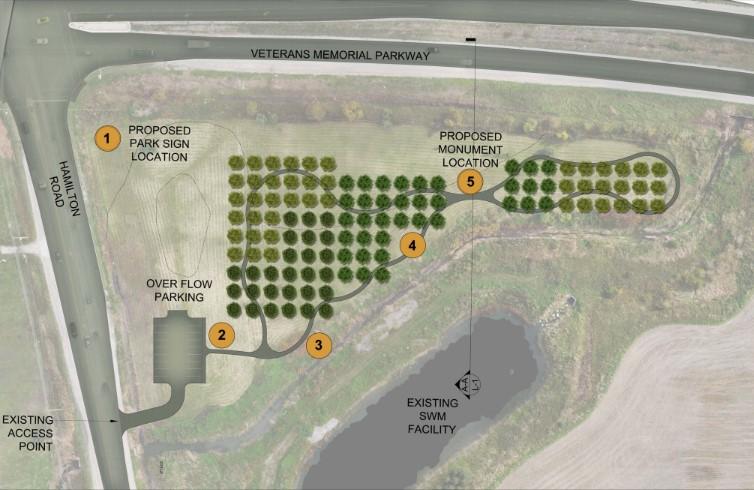 VETERANS MEMORIAL PARKWAY
1
PROPOSED
PARK SIGN
LOCATION
PROPOSED
MONUMENT
LOCATION
5
HAMILTON
ROAD
4
OVER FLOW
PARKING
2
3
A-A
L-1
EXISTING
SWM
FACILITY
EXISTING
ACCESS
POINT